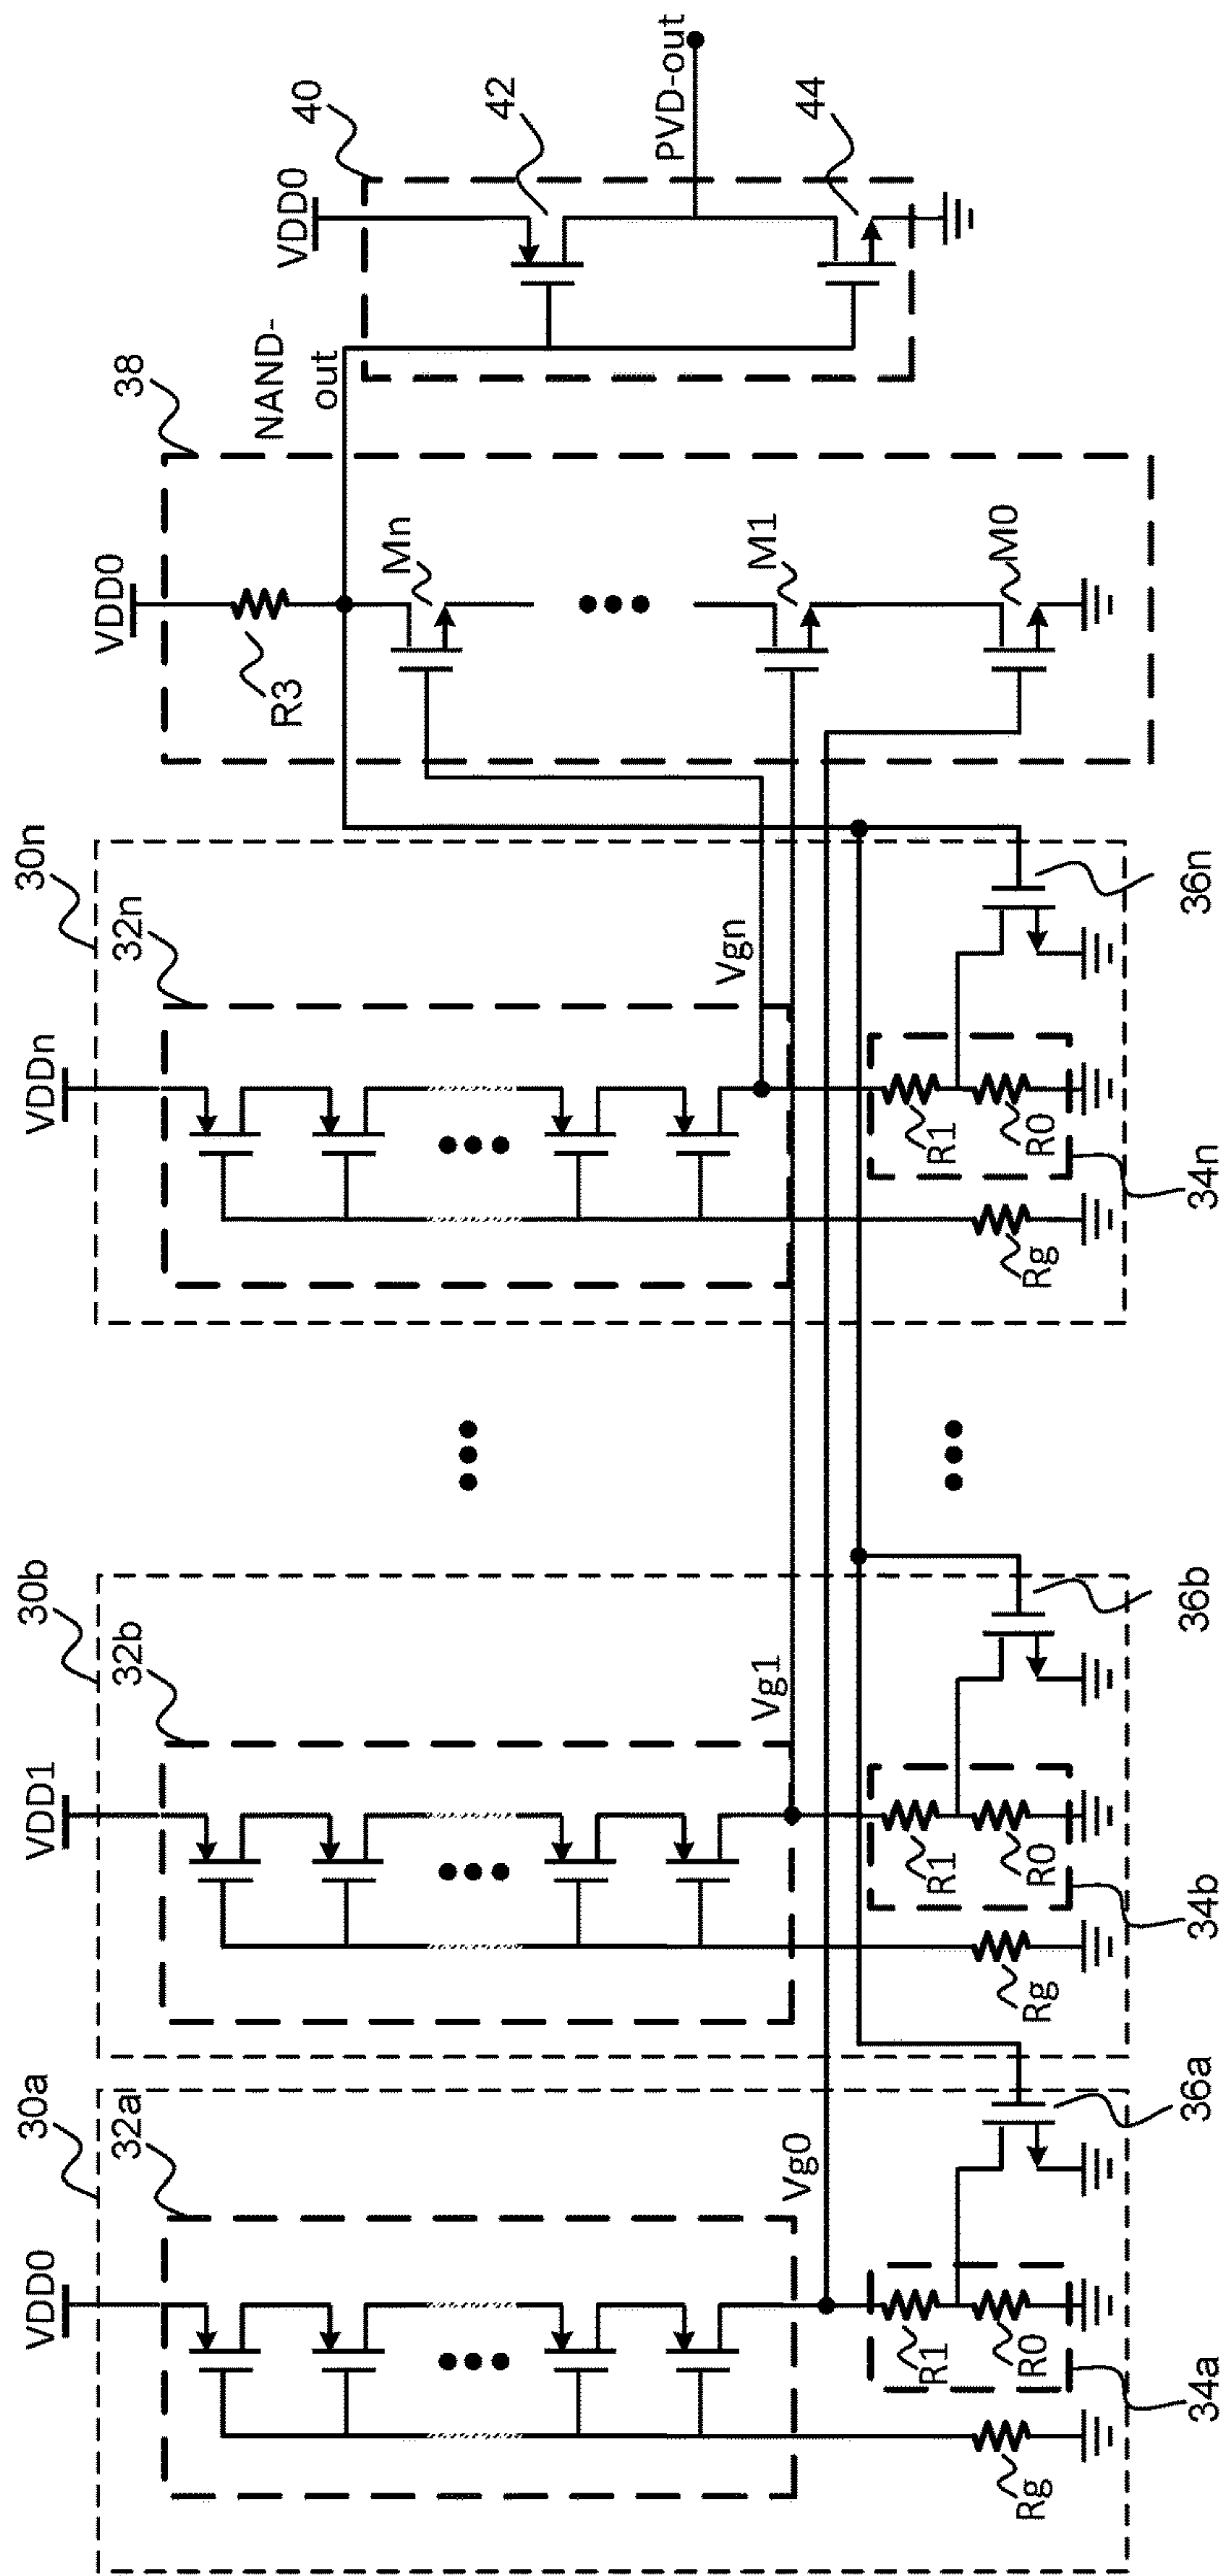 30a
VDD0
32a
Vg0
R1
R0
Rg
34a
36a
30b
VDD1
32b
Vg1
R1
R0
Rg
34b
36b
30n
VDDn
32n
Vgn
R1
R0
Rg
34n
36n
38
VDD0
R3
Mn
M1
M0
NAND-
out
40
VDD0
42
PVD-out
44